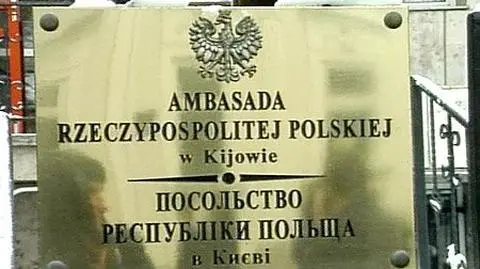 AMBASADA
RZECZYPOSPOLITEJ POLSKIEJ
w Kijowie
ПОСОЛЬСТВО
РЕСПУБЛІКИ ПОЛЬЩА
в Києві